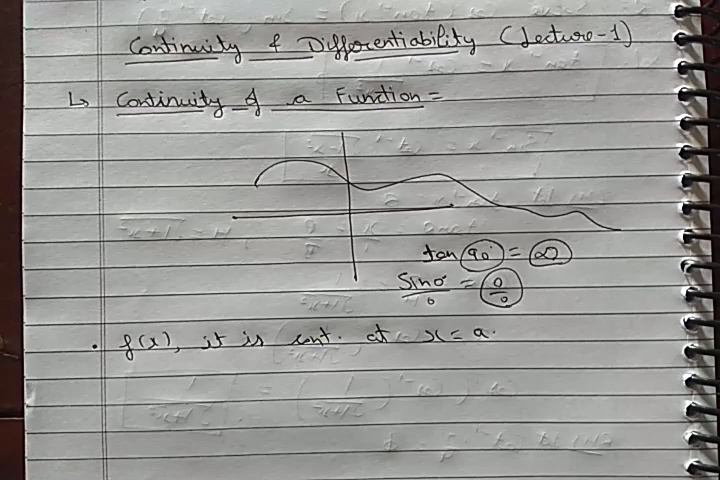 Continuity & Differentiability (Lecture-1)
↳ Continuity of a Function =
tan 90° = ∞
Sin0°/0 = 0/0
• f(x), it is cont. at x = a.